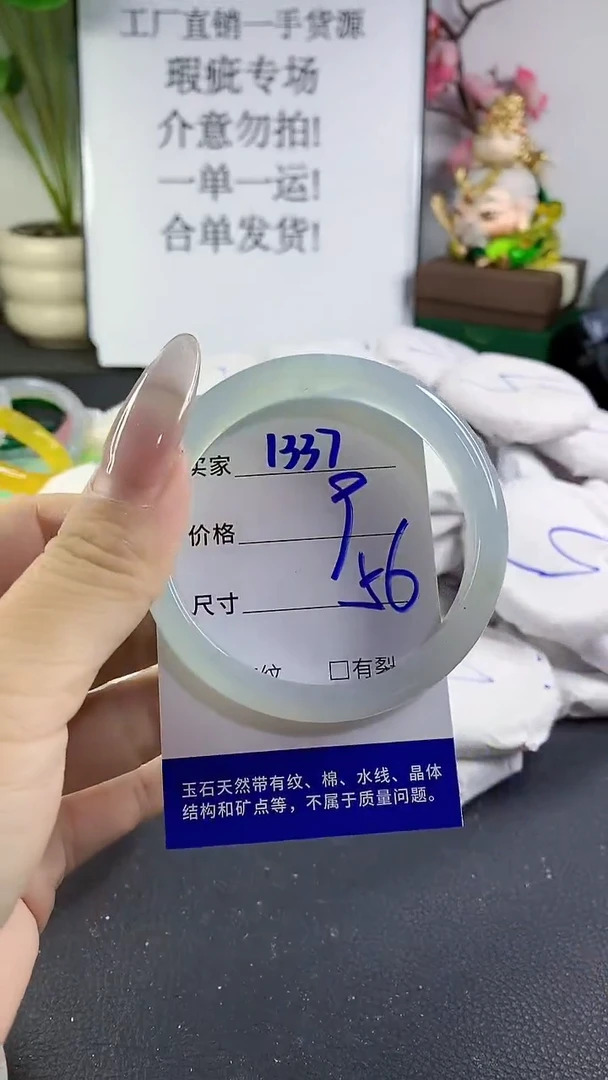 工厂直销一手货源
瑕疵专场
介意勿拍!
一单一运!
合单发货!
买家 1337
价格 9
尺寸 56
纹 □有裂
玉石天然带有纹、棉、水线、晶体
结构和矿点等，不属于质量问题。